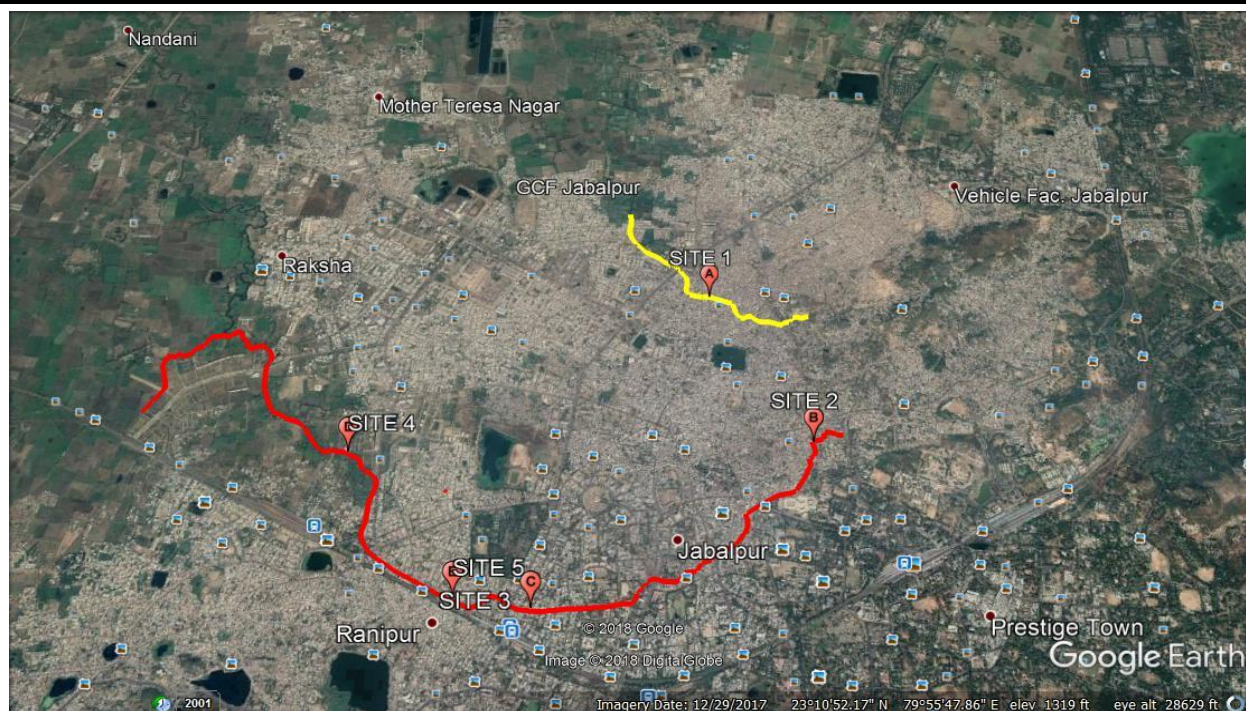 Nandani
Mother Teresa Nagar
GCF Jabalpur
Vehicle Fac. Jabalpur
SITE 1
A
Raksha
SITE 2
B
SITE 4
Jabalpur
SITE 5
C
SITE 3
Ranipur
Prestige Town
© 2018 Google
Image © 2018 DigitalGlobe
Google Earth
2001
Imagery Date: 12/29/2017 23°10'52.17" N 79°55'47.86" E elev 1319 ft eye alt 28629 ft